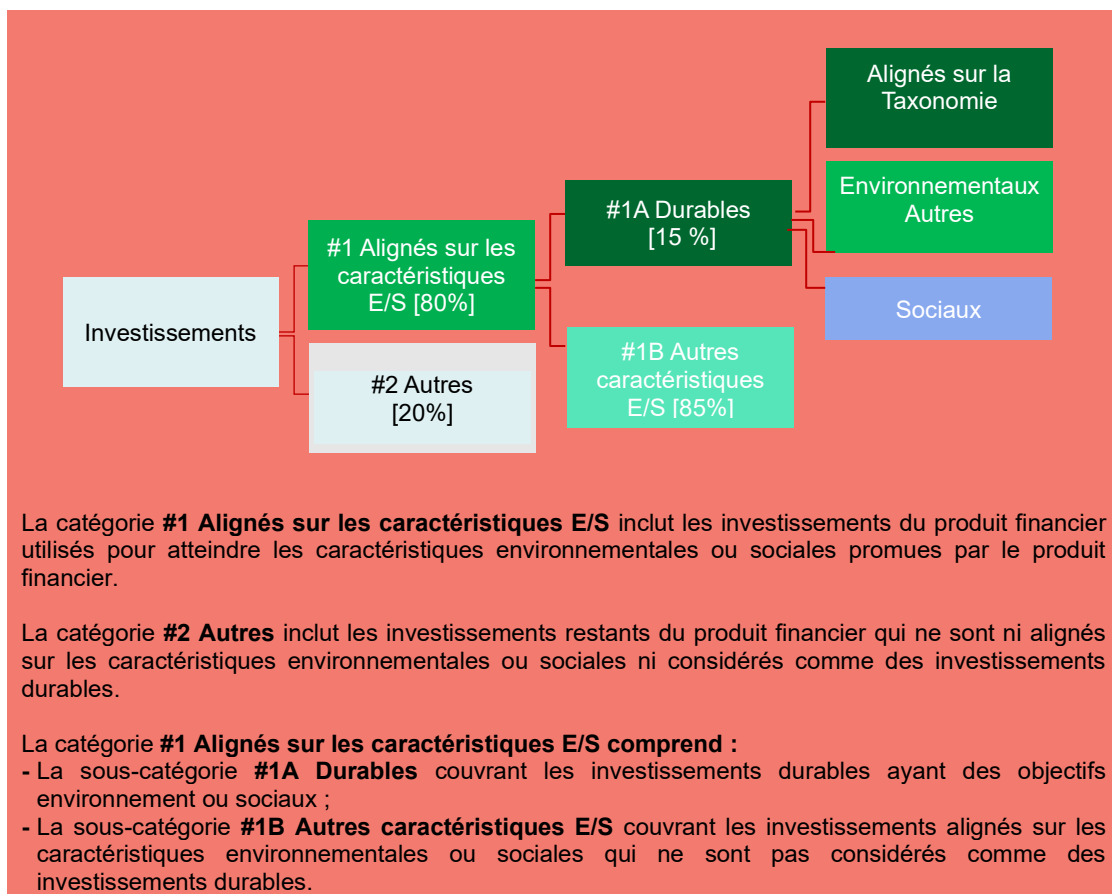 Alignés sur la
Taxonomie
Environnementaux
Autres
#1A Durables
[15 %]
#1 Alignés sur les
caractéristiques
E/S [80%]
Sociaux
Investissements
#1B Autres
caractéristiques
E/S [85%]
#2 Autres
[20%]
La catégorie #1 Alignés sur les caractéristiques E/S inclut les investissements du produit financier
utilisés pour atteindre les caractéristiques environnementales ou sociales promues par le produit
financier.
La catégorie #2 Autres inclut les investissements restants du produit financier qui ne sont ni alignés
sur les caractéristiques environnementales ou sociales ni considérés comme des investissements
durables.
La catégorie #1 Alignés sur les caractéristiques E/S comprend :
- La sous-catégorie #1A Durables couvrant les investissements durables ayant des objectifs
environnement ou sociaux ;
- La sous-catégorie #1B Autres caractéristiques E/S couvrant les investissements alignés sur les
caractéristiques environnementales ou sociales qui ne sont pas considérés comme des
investissements durables.